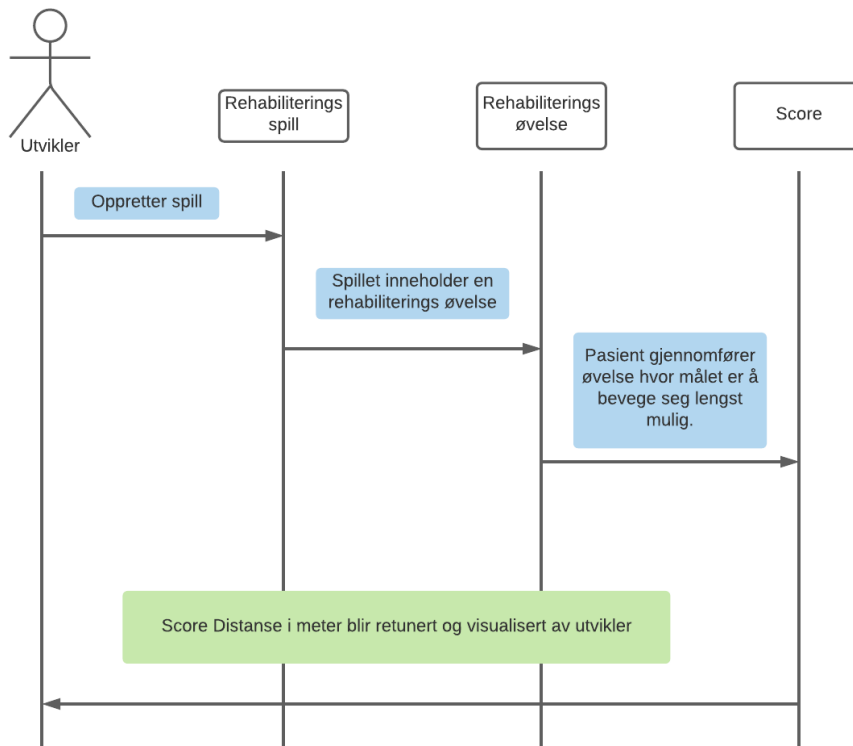 Utvikler
Rehabiliterings
spill
Rehabiliterings
øvelse
Score
Oppretter spill
Spillet inneholder en
rehabiliterings øvelse
Pasient gjennomfører
øvelse hvor målet er å
bevege seg lengst
mulig.
Score Distanse i meter blir retunert og visualisert av utvikler